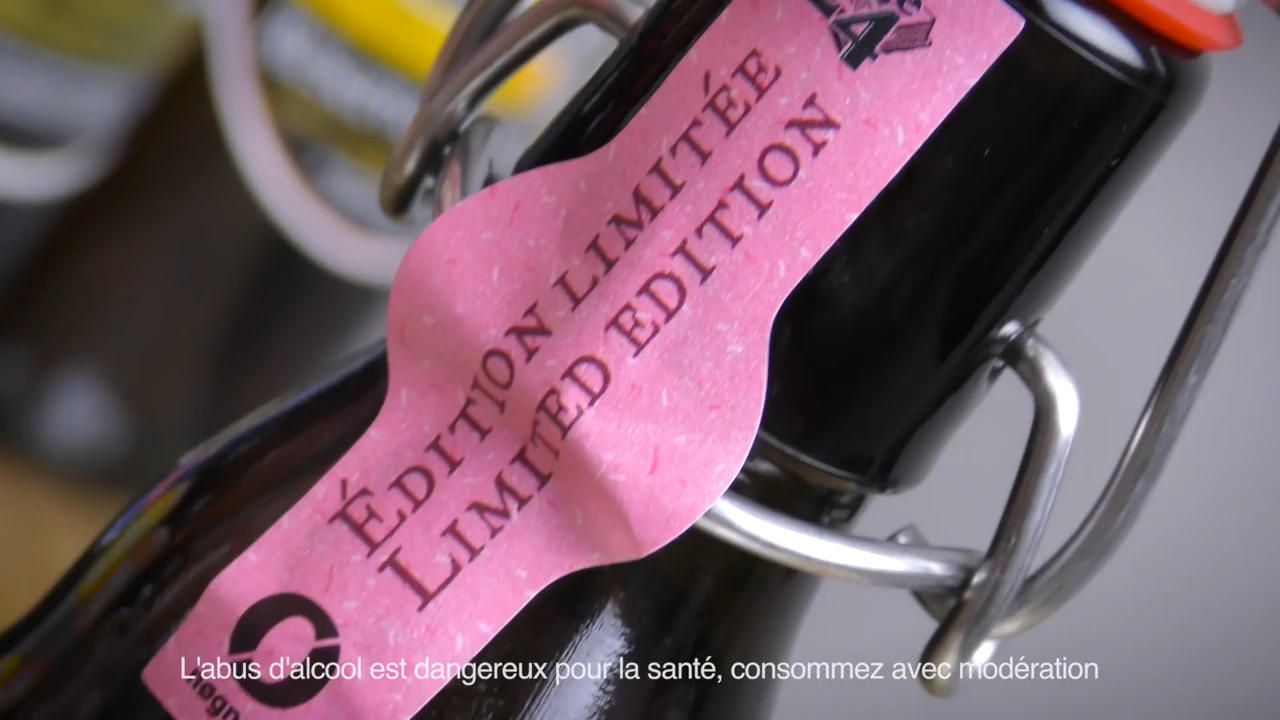 ÉDITION LIMITÉE
LIMITED EDITION
L'abus d'alcool est dangereux pour la santé, consommez avec modération